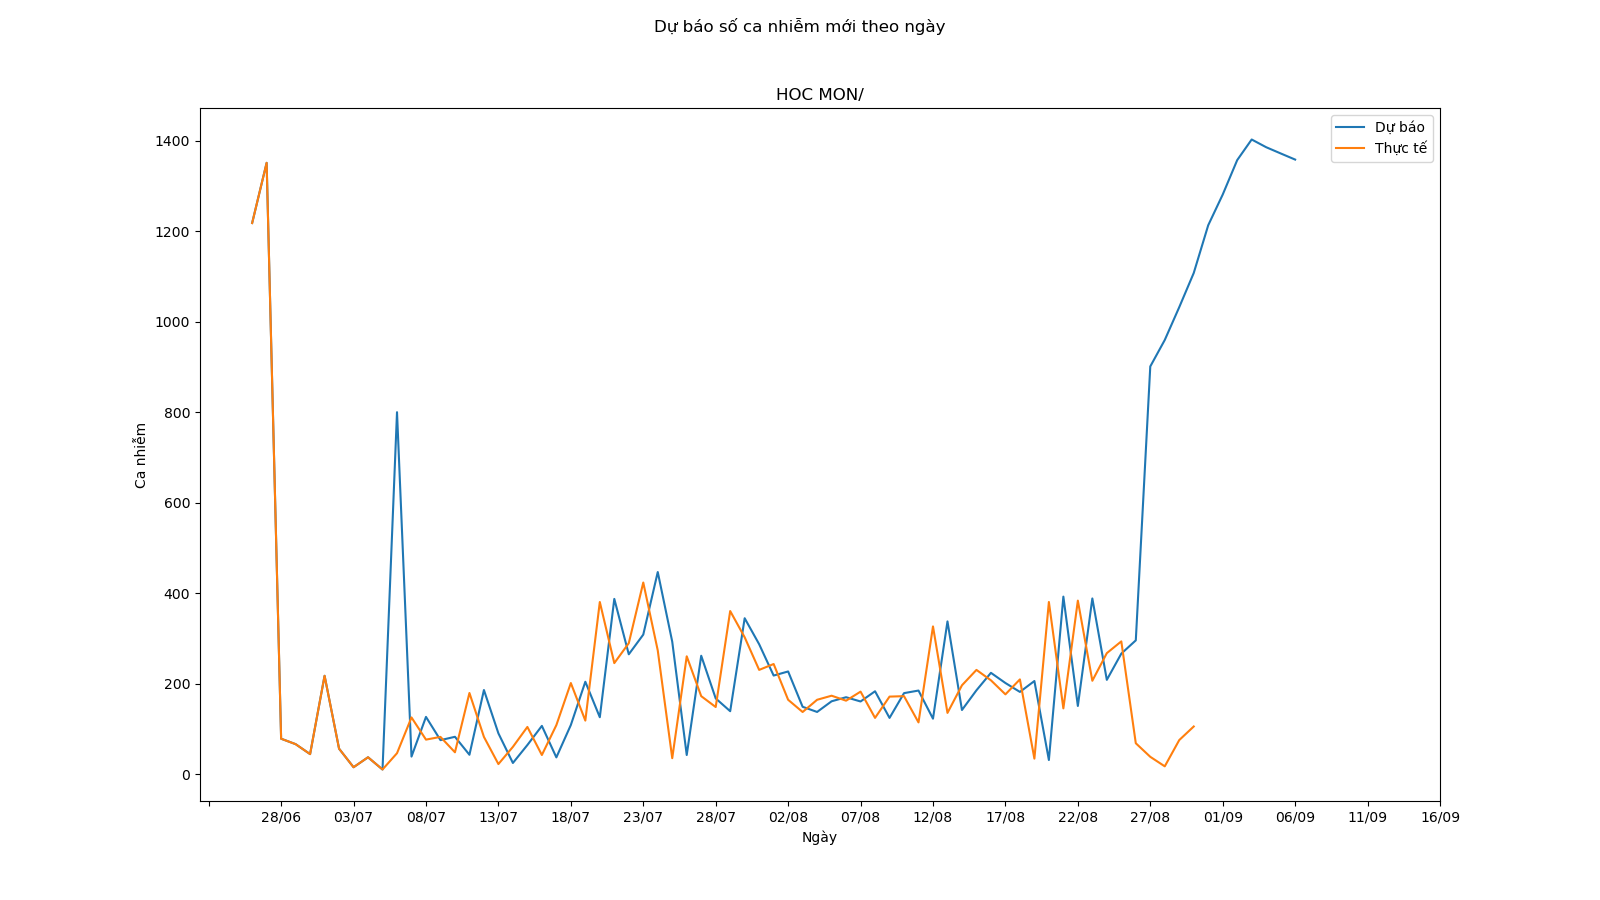 Dự báo số ca nhiễm mới theo ngày
HOC MON/
Dự báo
Thực tế
1400
1200
1000
800
600
400
200
0
Ca nhiễm
28/06 03/07 08/07 13/07 18/07 23/07 28/07 02/08 07/08 12/08 17/08 22/08 27/08 01/09 06/09 11/09 16/09
Ngày